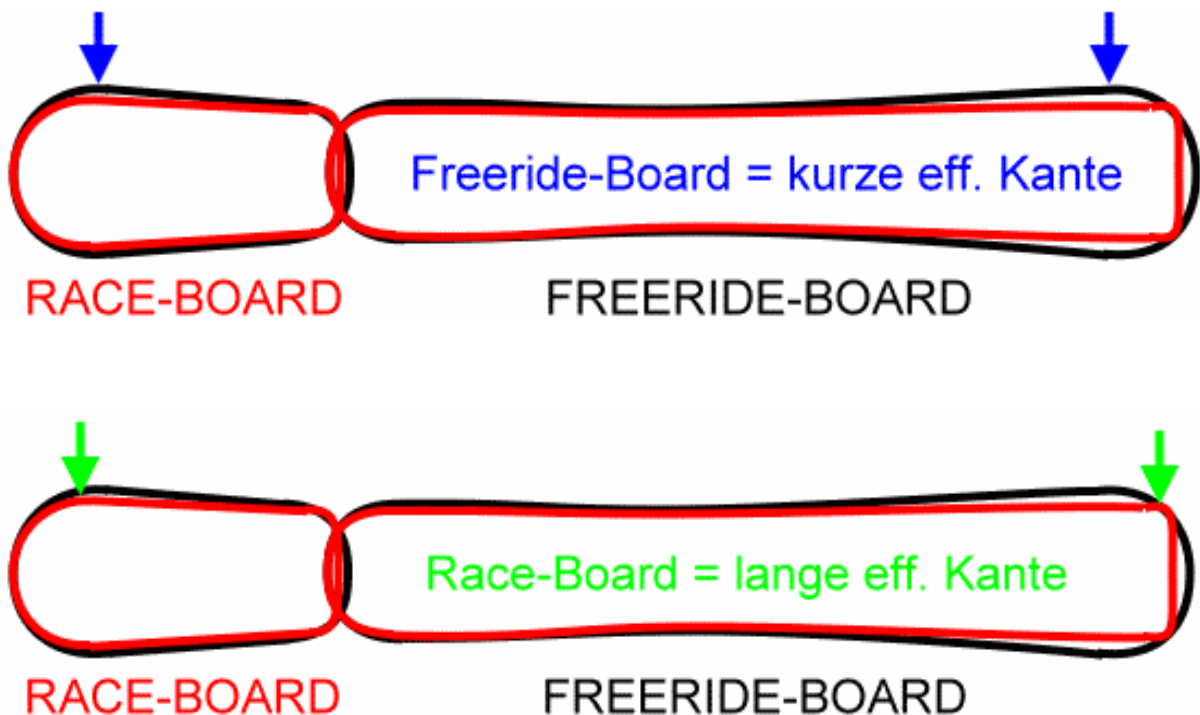 Freeride-Board = kurze eff. Kante
RACE-BOARD FREERIDE-BOARD
Race-Board = lange eff. Kante
RACE-BOARD FREERIDE-BOARD